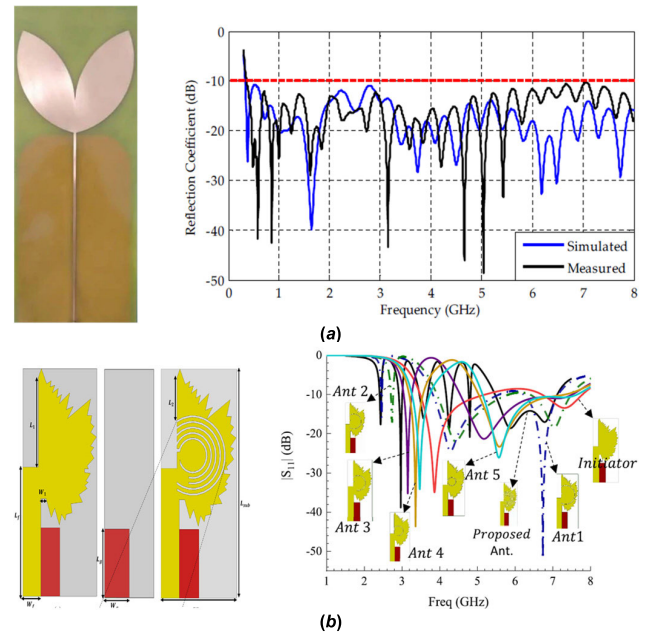 0
-10
-20
-30
-40
-50
Reflection Coefficient (dB)
Simulated
Measured
0 1 2 3 4 5 6 7 8
Frequency (GHz)
(a)
L1
Lf
W1
Wf
Lg
L2
Lsub
0
-10
-20
-30
-40
-50
|S11| (dB)
Ant 2
Ant 3
Ant 4
Ant 5
Proposed
Ant.
Ant1
Initiator
1 2 3 4 5 6 7 8
Freq (GHz)
(b)